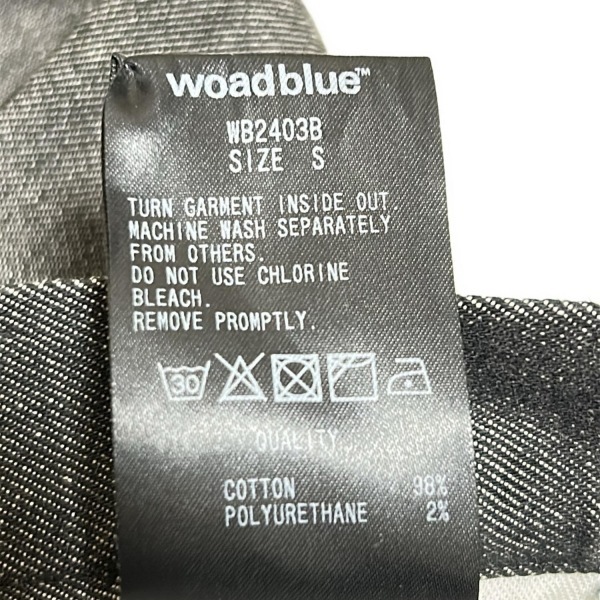 woadblue™
WB2403B
SIZE S
TURN GARMENT INSIDE OUT.
MACHINE WASH SEPARATELY
FROM OTHERS.
DO NOT USE CHLORINE
BLEACH.
REMOVE PROMPTLY.
30
QUALITY
COTTON 98%
POLYURETHANE 2%